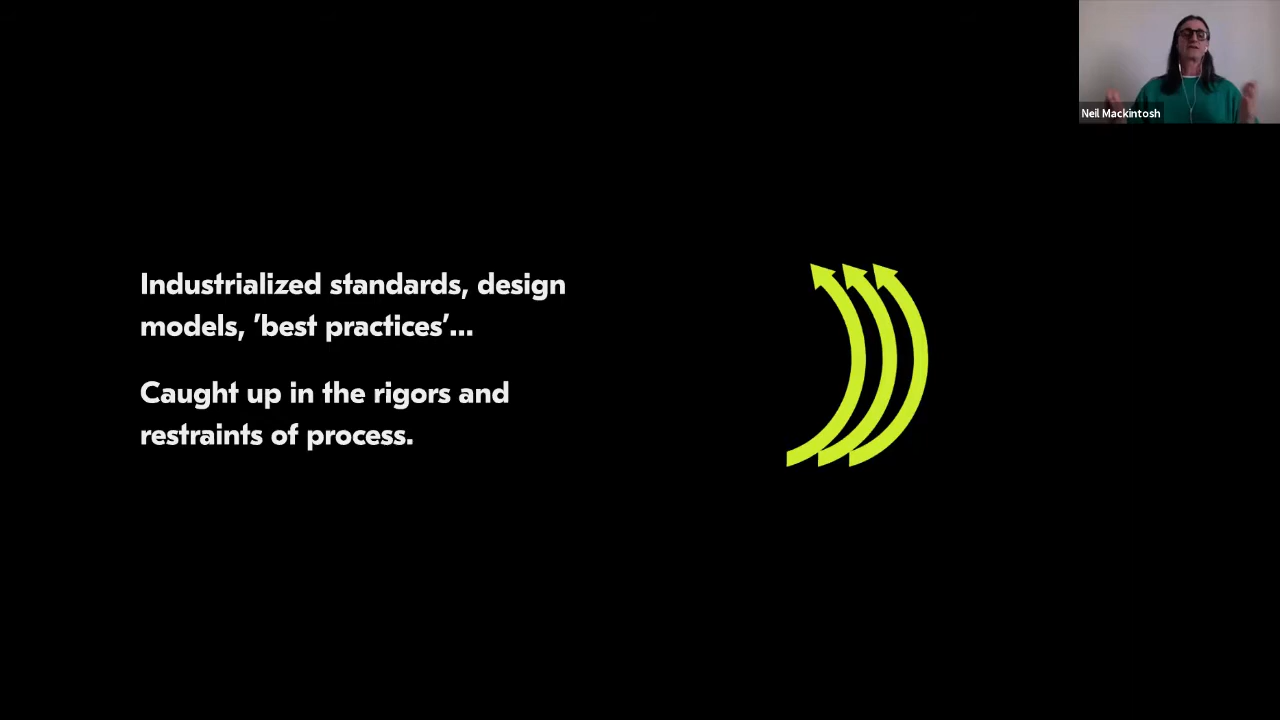 Neil Mackintosh
Industrialized standards, design
models, ’best practices’...
Caught up in the rigors and
restraints of process.